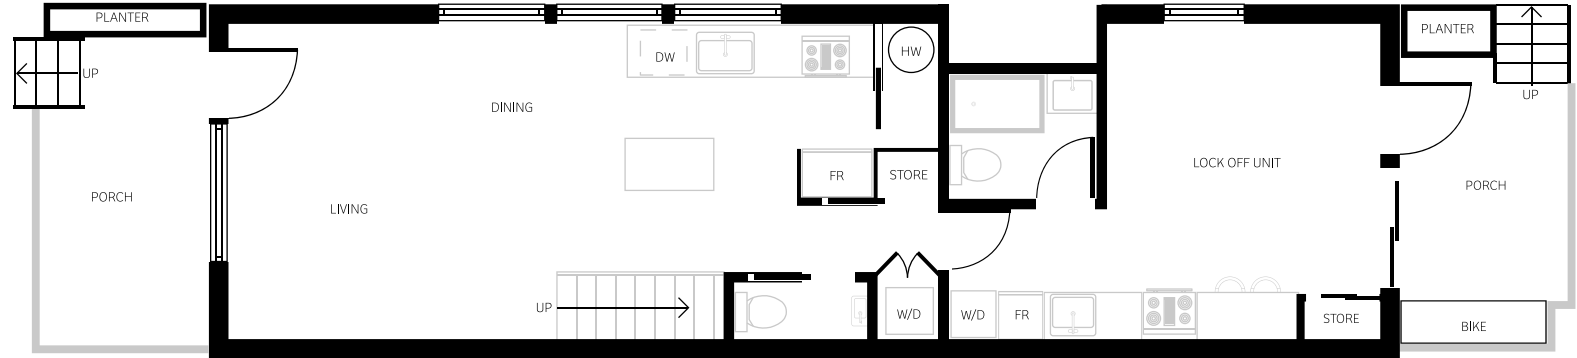 PLANTER
UP
PORCH
LIVING
DINING
DW
HW
FR
STORE
UP
W/D
W/D
FR
LOCK OFF UNIT
STORE
PLANTER
UP
PORCH
BIKE